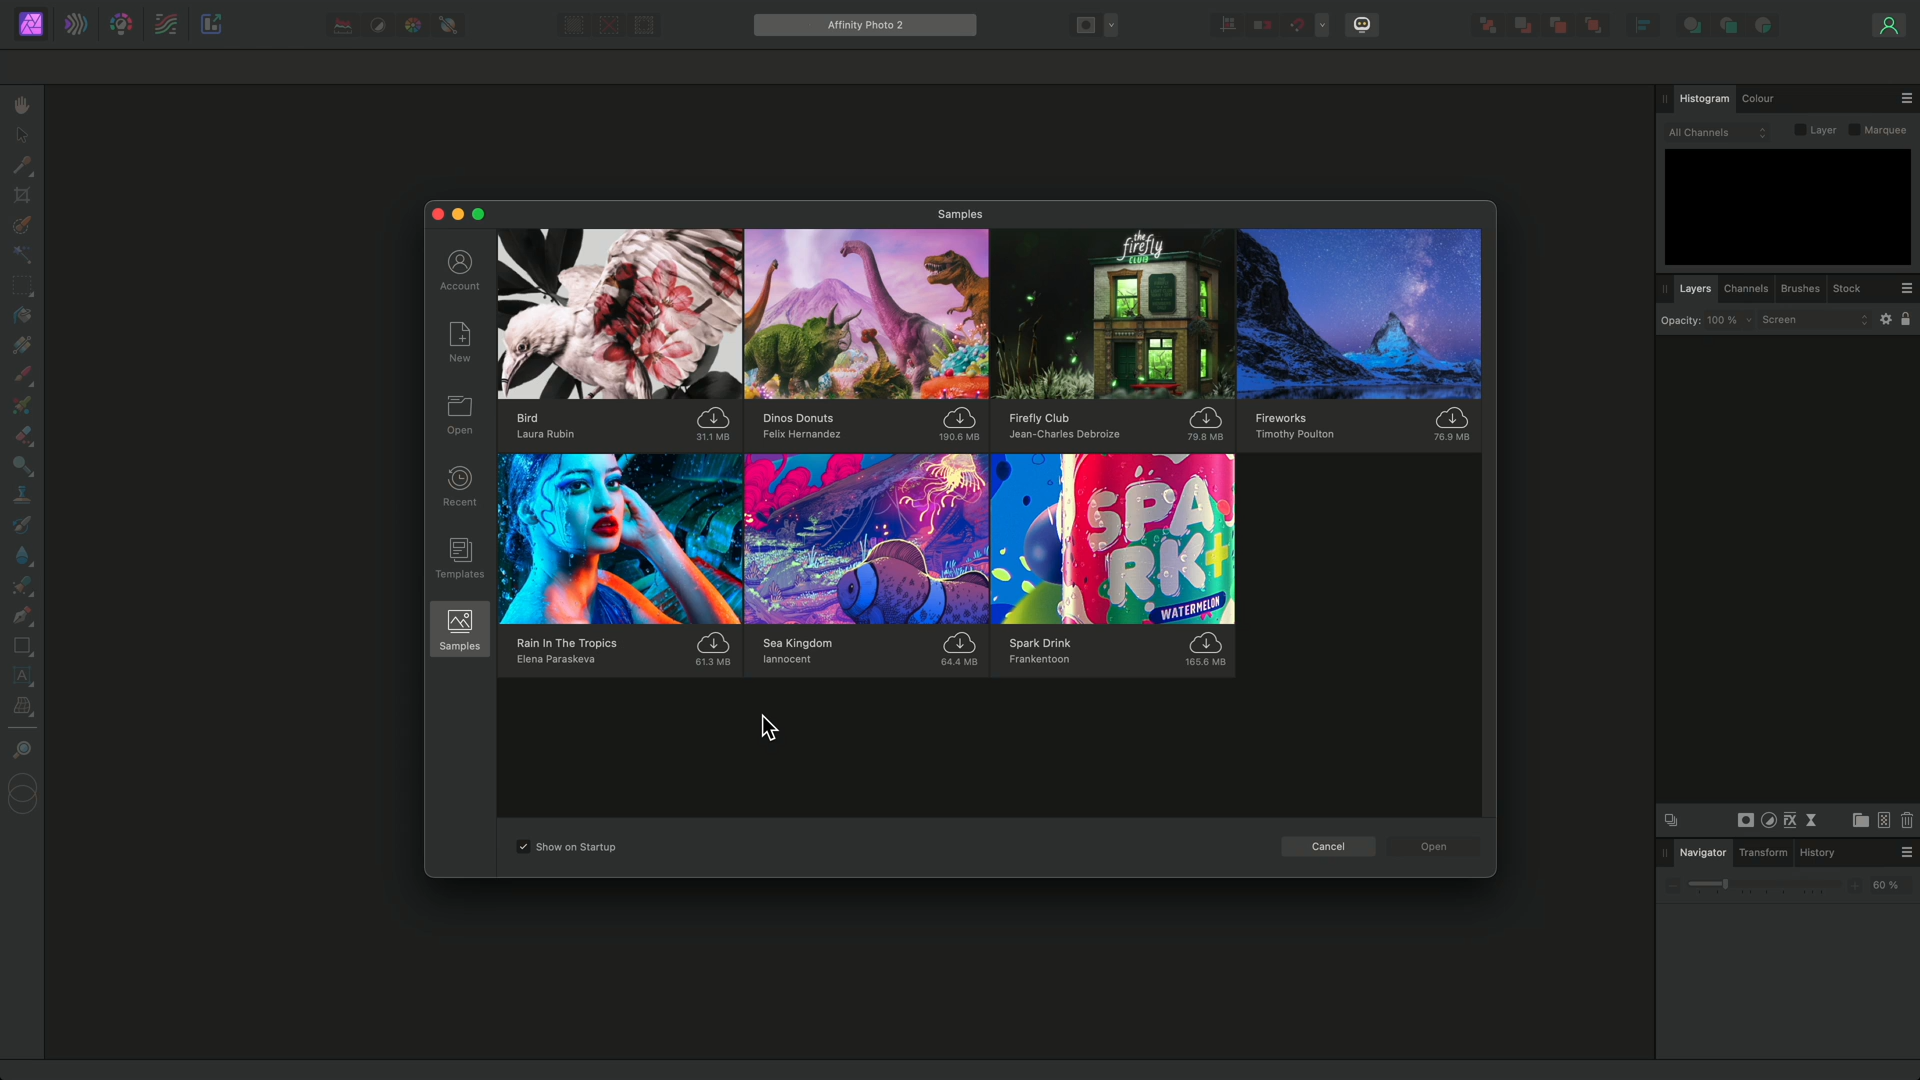 Affinity Photo 2
Histogram
Colour
All Channels
Layer
Marquee
Samples
Account
New
Open
Recent
Templates
Samples
the
firefly
CLUB
Bird
Laura Rubin
31.1 MB
Dinos Donuts
Felix Hernandez
190.6 MB
Firefly Club
Jean-Charles Debroize
79.8 MB
Fireworks
Timothy Poulton
76.9 MB
SPA
RK+
WATERMELON
Rain In The Tropics
Elena Paraskeva
61.3 MB
Sea Kingdom
Iannocent
64.4 MB
Spark Drink
Frankentoon
165.6 MB
Show on Startup
Cancel
Open
Layers
Channels
Brushes
Stock
Opacity: 100 %
Screen
Navigator
Transform
History
60 %